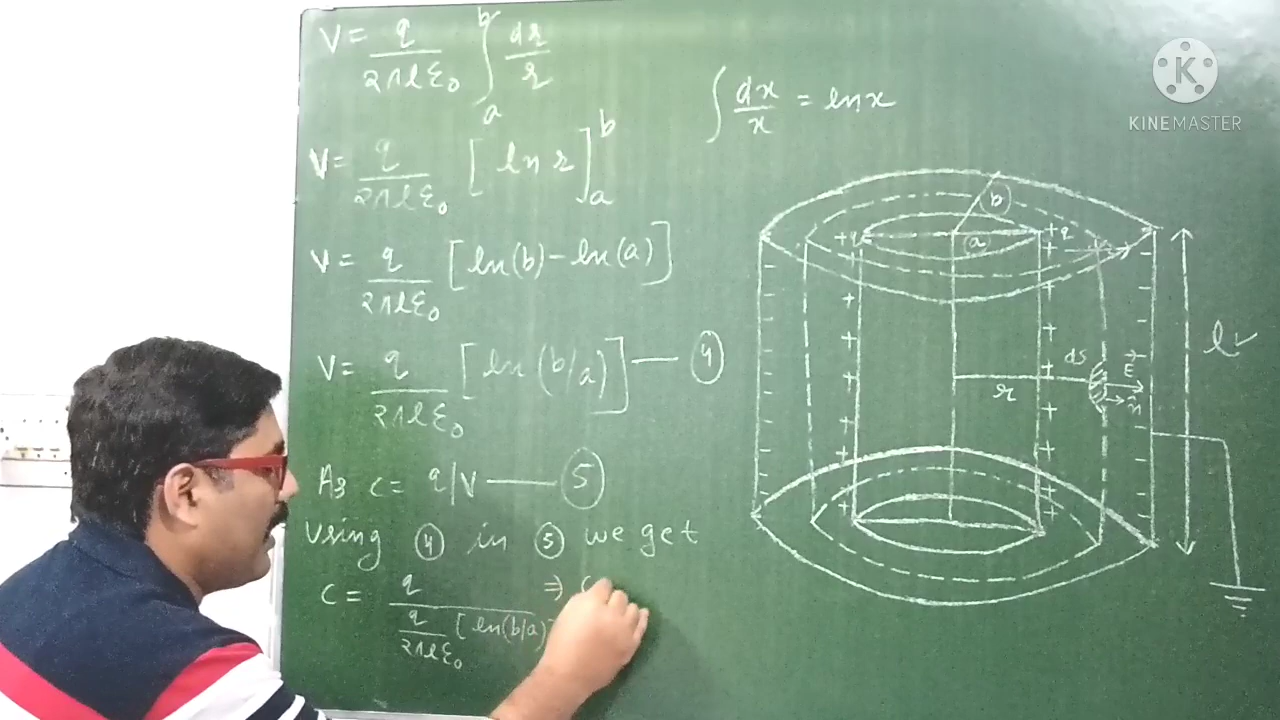 V = q / 2πlε₀ ∫ₐᵇ dr / r
V = q / 2πlε₀ [ln r]ₐᵇ
V = q / 2πlε₀ [ln(b) - ln(a)]
V = q / 2πlε₀ [ln(b/a)] — ④
As C = q/V — ⑤
Using ④ in ⑤ we get
C = q / (q / 2πlε₀ [ln(b/a)]) ⇒ C
∫ dx / x = ln x
KINEMASTER
b
+q a +q
ds E⃗
r n̂
l